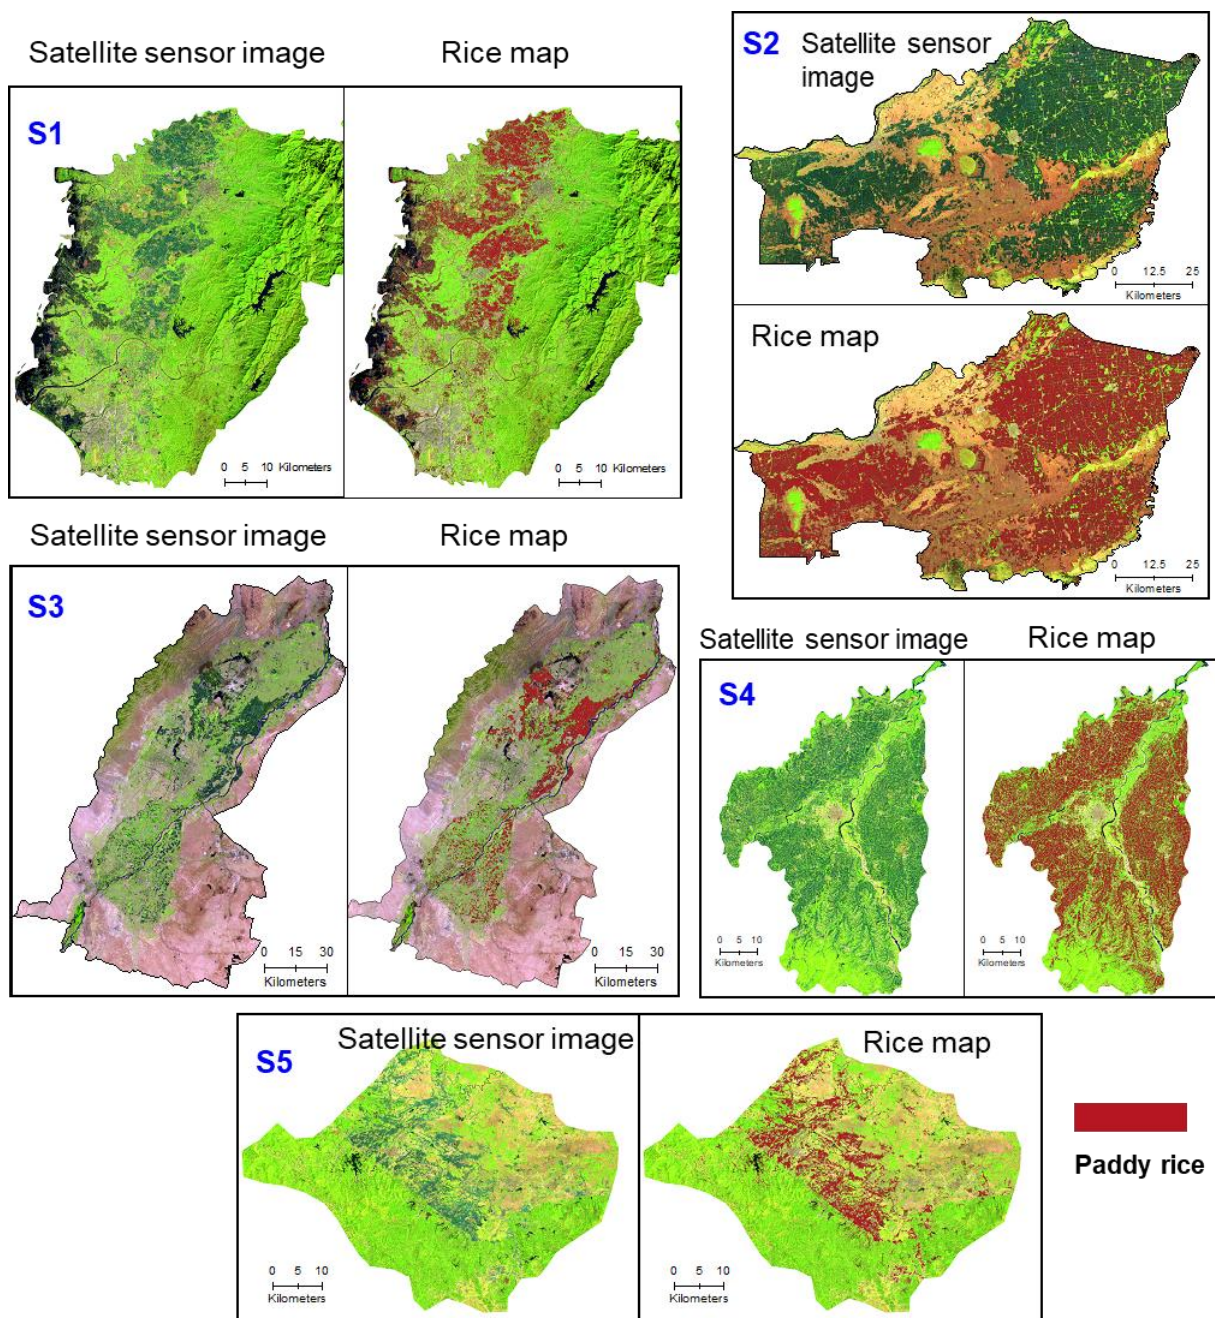 Satellite sensor image
Rice map
S1
0 5 10 Kilometers
0 5 10 Kilometers
S2
Satellite sensor
image
0 12.5 25
Kilometers
Rice map
0 12.5 25
Kilometers
Satellite sensor image
Rice map
S3
0 15 30
Kilometers
0 15 30
Kilometers
Satellite sensor image
Rice map
S4
0 5 10
Kilometers
0 5 10
Kilometers
Satellite sensor image
Rice map
S5
0 5 10
Kilometers
0 5 10
Kilometers
Paddy rice